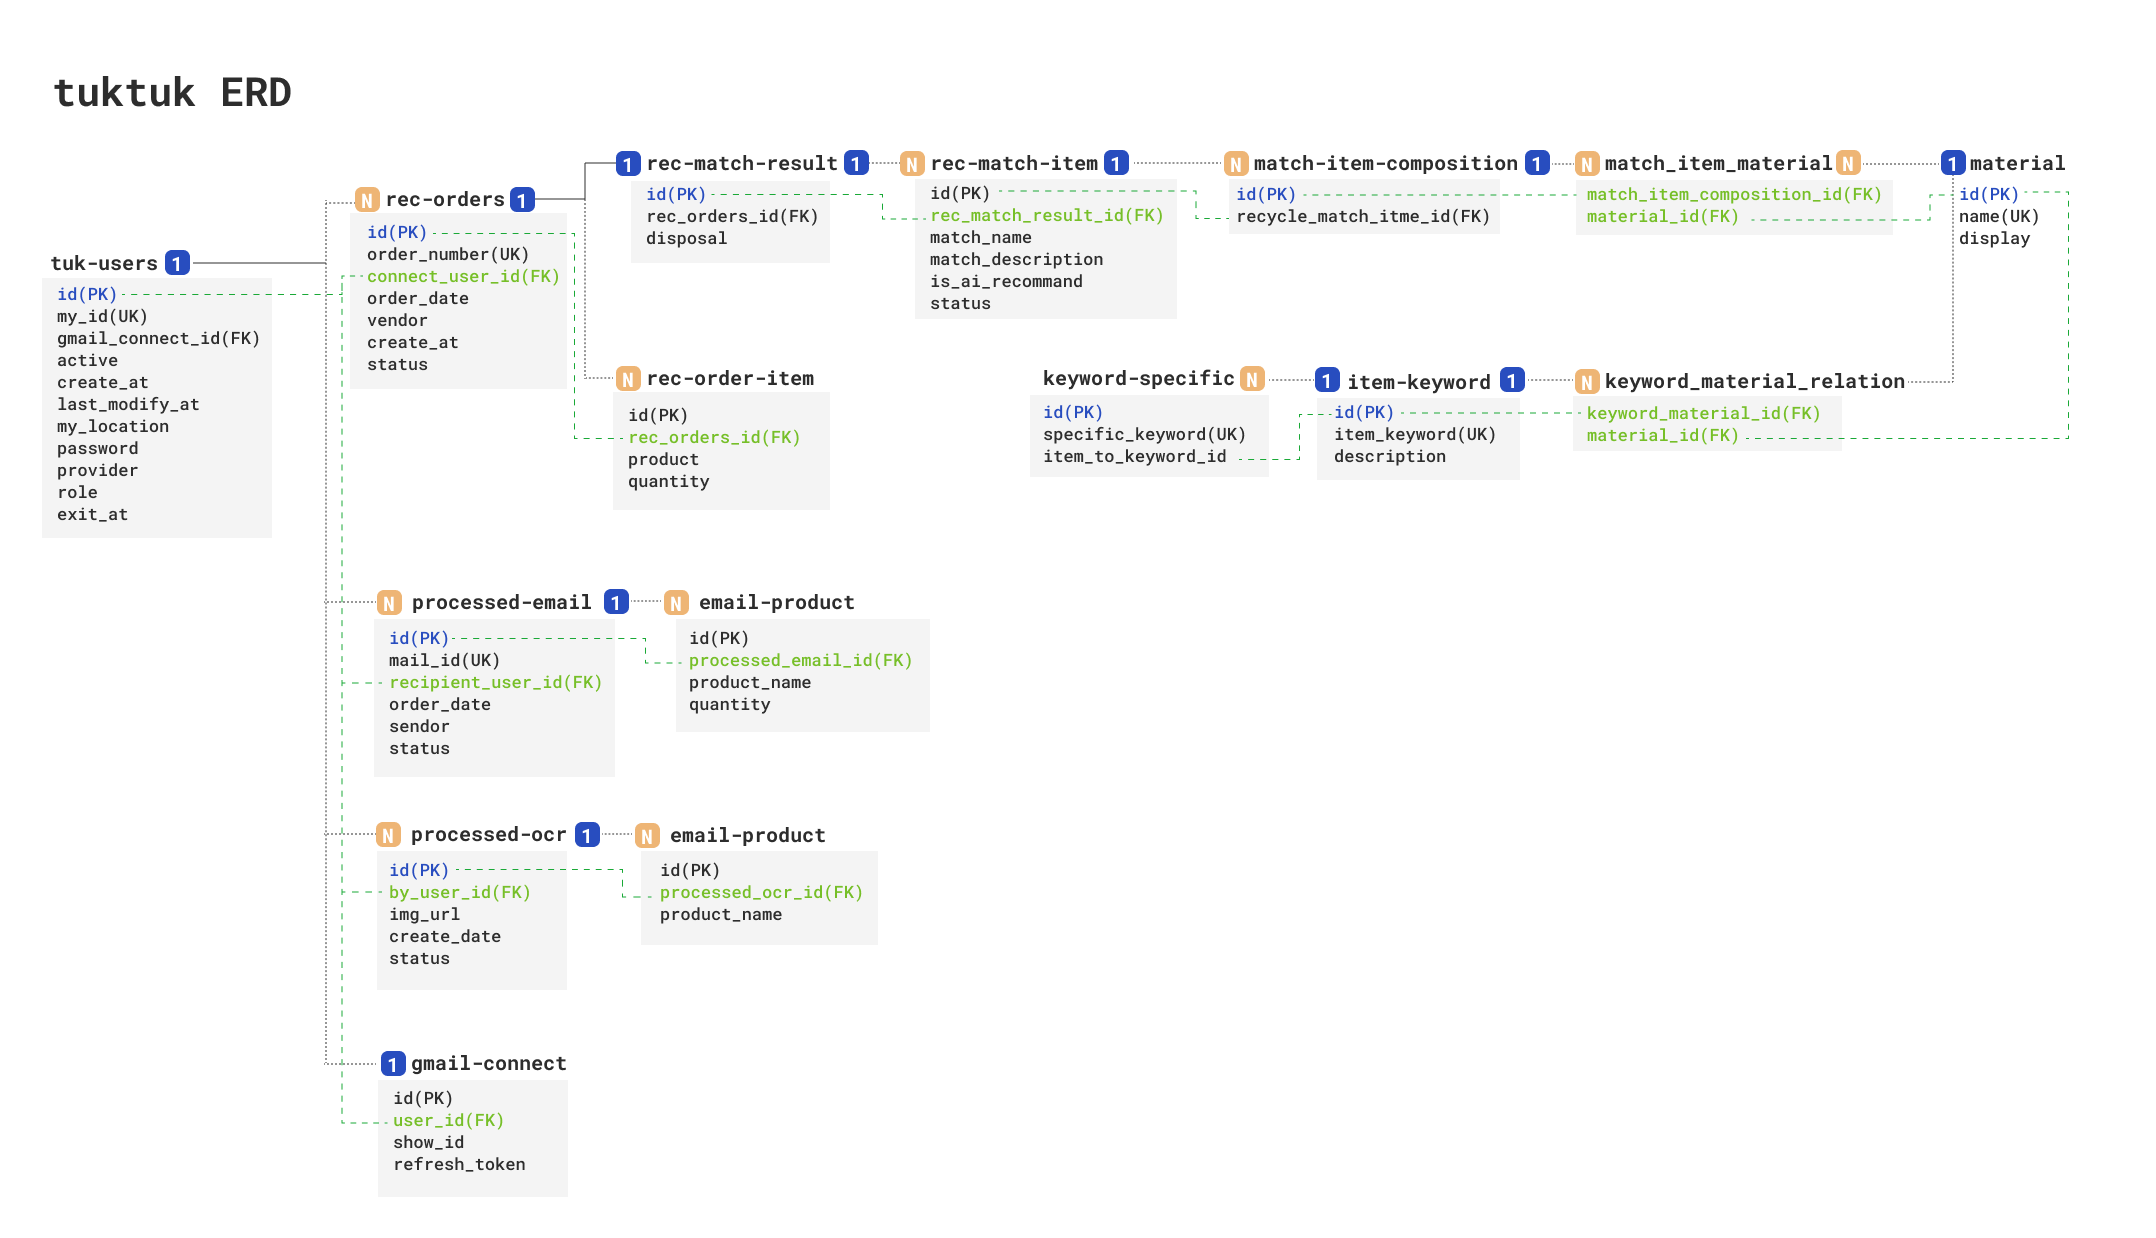 tuktuk ERD
tuk-users 1
id(PK)
my_id(UK)
gmail_connect_id(FK)
active
create_at
last_modify_at
my_location
password
provider
role
exit_at
N rec-orders 1
id(PK)
order_number(UK)
connect_user_id(FK)
order_date
vendor
create_at
status
1 rec-match-result 1
id(PK)
rec_orders_id(FK)
disposal
N rec-match-item 1
id(PK)
rec_match_result_id(FK)
match_name
match_description
is_ai_recommand
status
N match-item-composition 1
id(PK)
recycle_match_itme_id(FK)
N match_item_material N
match_item_composition_id(FK)
material_id(FK)
1 material
id(PK)
name(UK)
display
N rec-order-item
id(PK)
rec_orders_id(FK)
product
quantity
keyword-specific N
id(PK)
specific_keyword(UK)
item_to_keyword_id
1 item-keyword 1
id(PK)
item_keyword(UK)
description
N keyword_material_relation
keyword_material_id(FK)
material_id(FK)
N processed-email 1
id(PK)
mail_id(UK)
recipient_user_id(FK)
order_date
sendor
status
N email-product
id(PK)
processed_email_id(FK)
product_name
quantity
N processed-ocr 1
id(PK)
by_user_id(FK)
img_url
create_date
status
N email-product
id(PK)
processed_ocr_id(FK)
product_name
1 gmail-connect
id(PK)
user_id(FK)
show_id
refresh_token